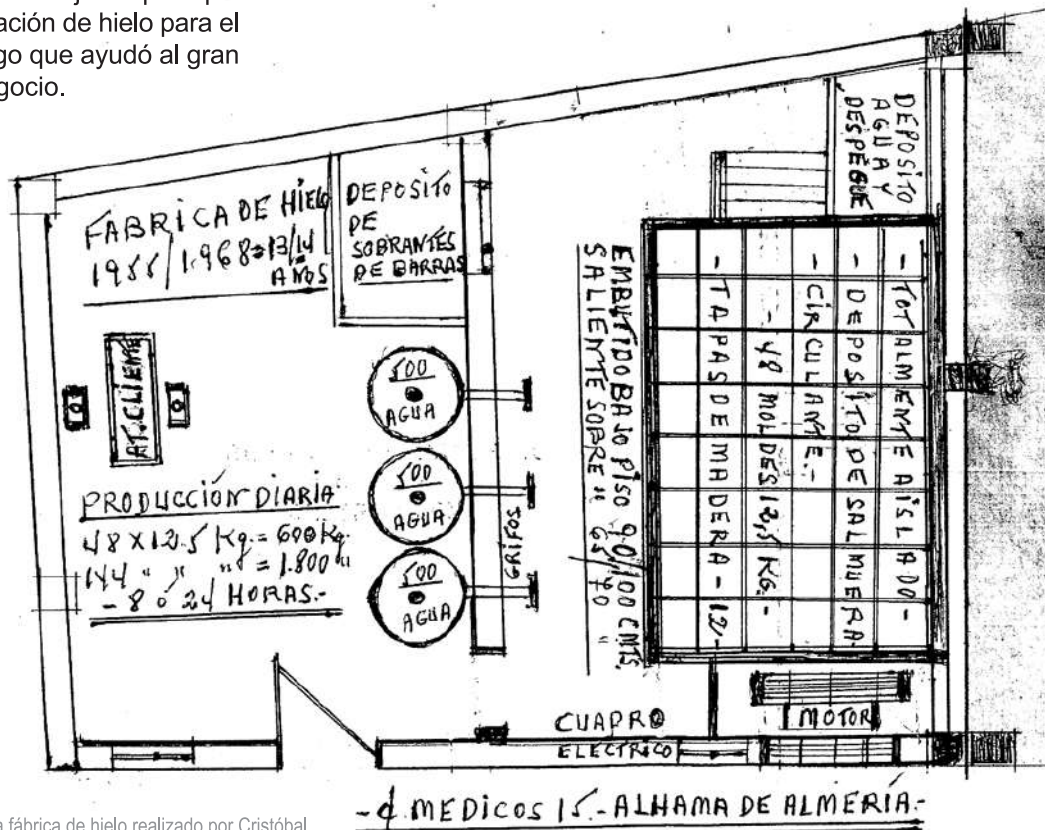 ación de hielo para el
go que ayudó al gran
gocio.
FABRICA DE HIELO
1955/1.968=13/14
AÑOS
DEPOSITO
DE
SOBRANTES
DE BARRAS
DEPOSITO
AGUA Y
DESPEGUE
AT.CLIENTE
500
AGUA
500
AGUA
500
AGUA
GRIFOS
PRODUCCIÓN DIARIA
48 X 12.5 Kg. = 600 Kg.
144 " " " = 1.800 "
- 8 ó 24 HORAS.-
EMBUTIDO BAJO PISO 90/100 CMTS.
SALIENTE SOBRE " 65/70 "
- TOTALMENTE AISLADO-
- DEPOSITO DE SALMUERA
- CIRCULANTE.-
- 48 MOLDES 12,5 KG.-
- TAPAS DE MADERA - 12-
MOTOR
CUADRO
ELECTRICO
- MEDICOS 15.- ALHAMA DE ALMERÍA.-
a fábrica de hielo realizado por Cristóbal